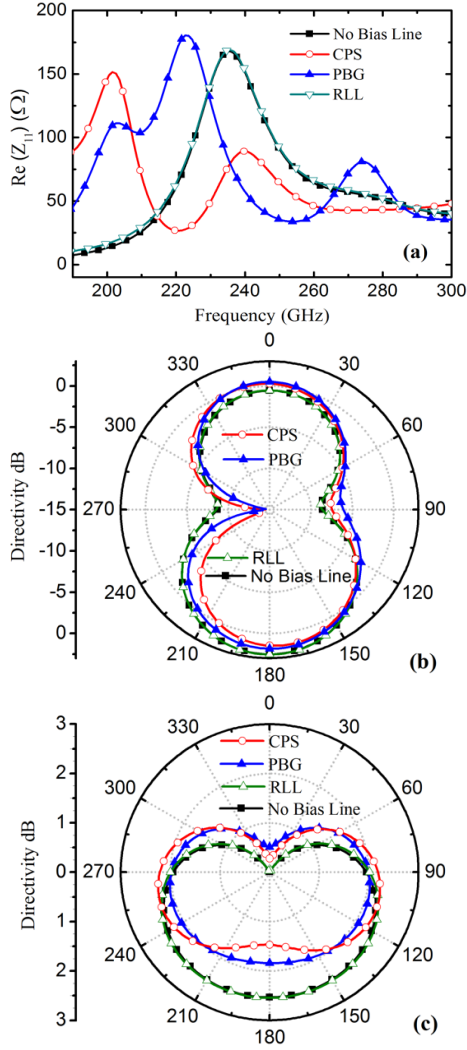 200
150
100
50
0
Re (Z11) (Ω)
No Bias Line
CPS
PBG
RLL
(a)
200 220 240 260 280 300
Frequency (GHz)
0
330 30
300 60
270 90
240 120
210 150
180
0
-5
-10
-15
-10
-5
0
Directivity dB
CPS
PBG
RLL
No Bias Line
(b)
0
330 30
300 60
270 90
240 120
210 150
180
3
2
1
0
1
2
3
Directivity dB
CPS
PBG
RLL
No Bias Line
(c)